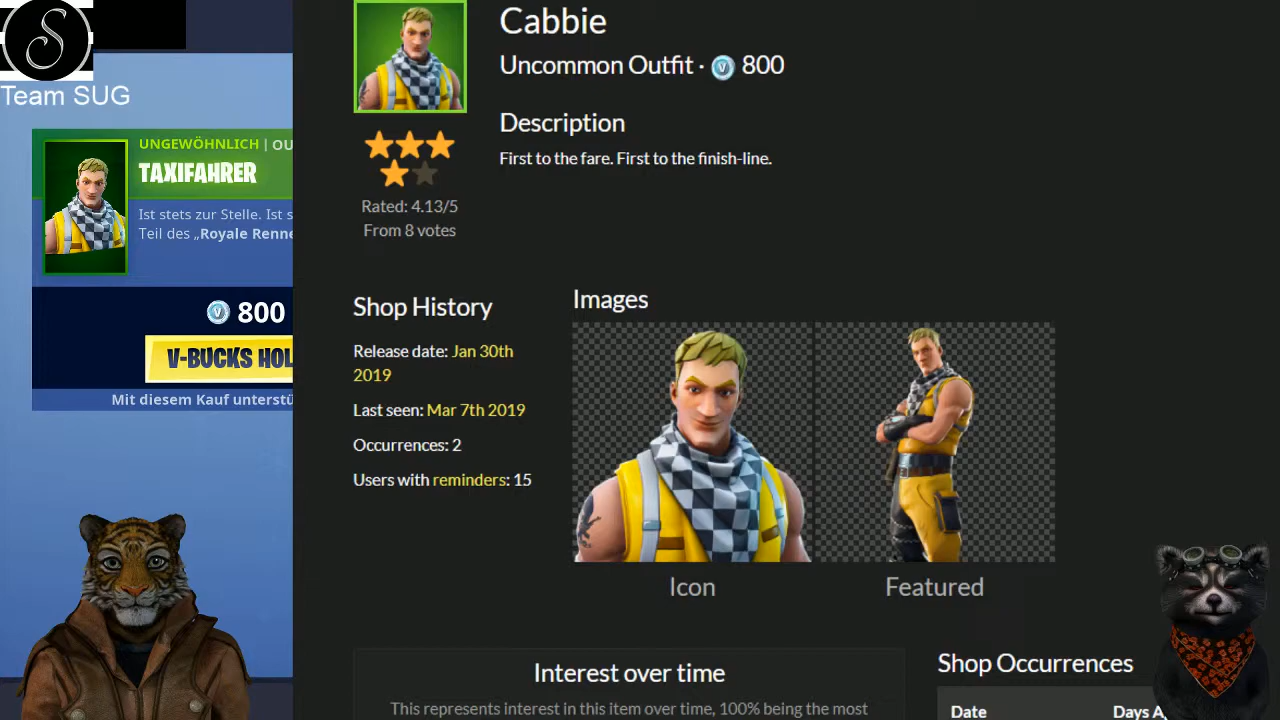 S
Team SUG
UNGEWÖHNLICH | OU
TAXIFAHRER
Ist stets zur Stelle. Ist s
Teil des „Royale Renne
800
V-BUCKS HOL
Mit diesem Kauf unterstü
Cabbie
Uncommon Outfit · V 800
Description
First to the fare. First to the finish-line.
Rated: 4.13/5
From 8 votes
Shop History
Release date: Jan 30th
2019
Last seen: Mar 7th 2019
Occurrences: 2
Users with reminders: 15
Images
Icon
Featured
Interest over time
This represents interest in this item over time, 100% being the most
Shop Occurrences
Date
Days A